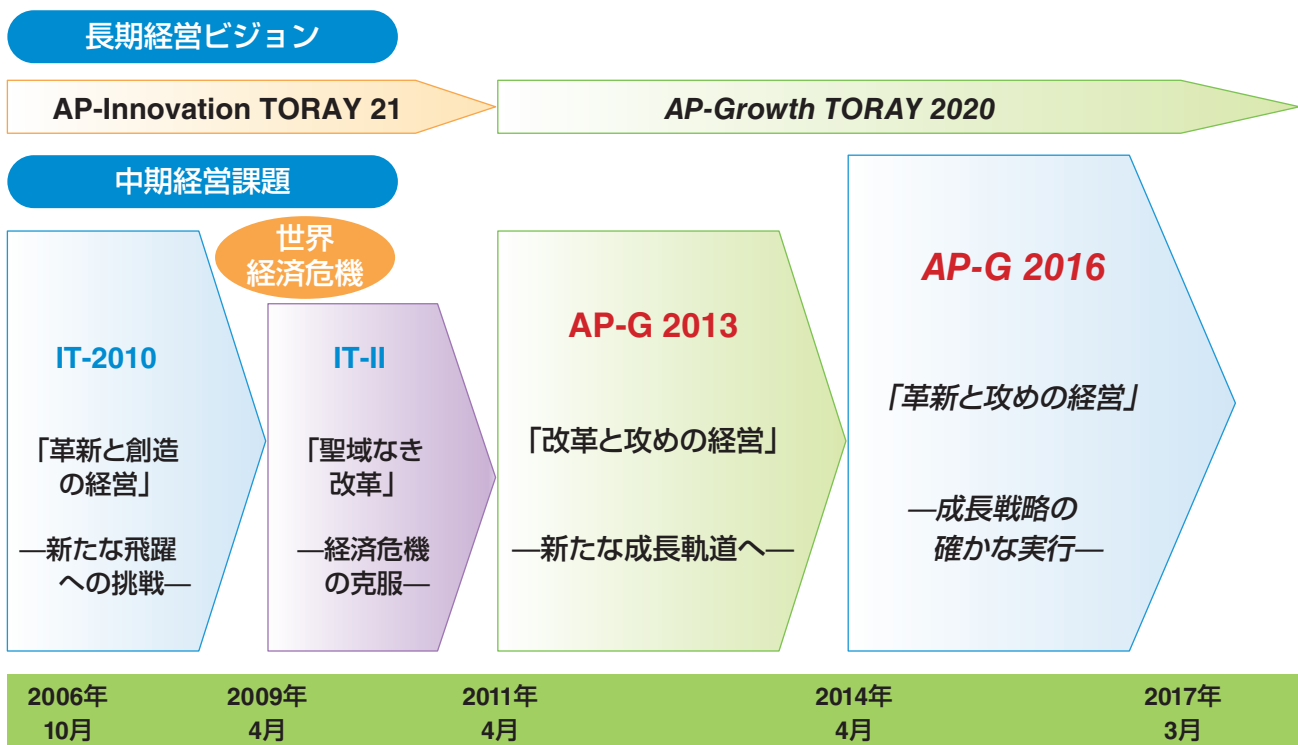 長期経営ビジョン
AP-Innovation TORAY 21
AP-Growth TORAY 2020
中期経営課題
世界
経済危機
IT-2010
「革新と創造
の経営」
―新たな飛躍
への挑戦―
IT-II
「聖域なき
改革」
―経済危機
の克服―
AP-G 2013
「改革と攻めの経営」
―新たな成長軌道へ―
AP-G 2016
「革新と攻めの経営」
―成長戦略の
確かな実行―
2006年
10月
2009年
4月
2011年
4月
2014年
4月
2017年
3月